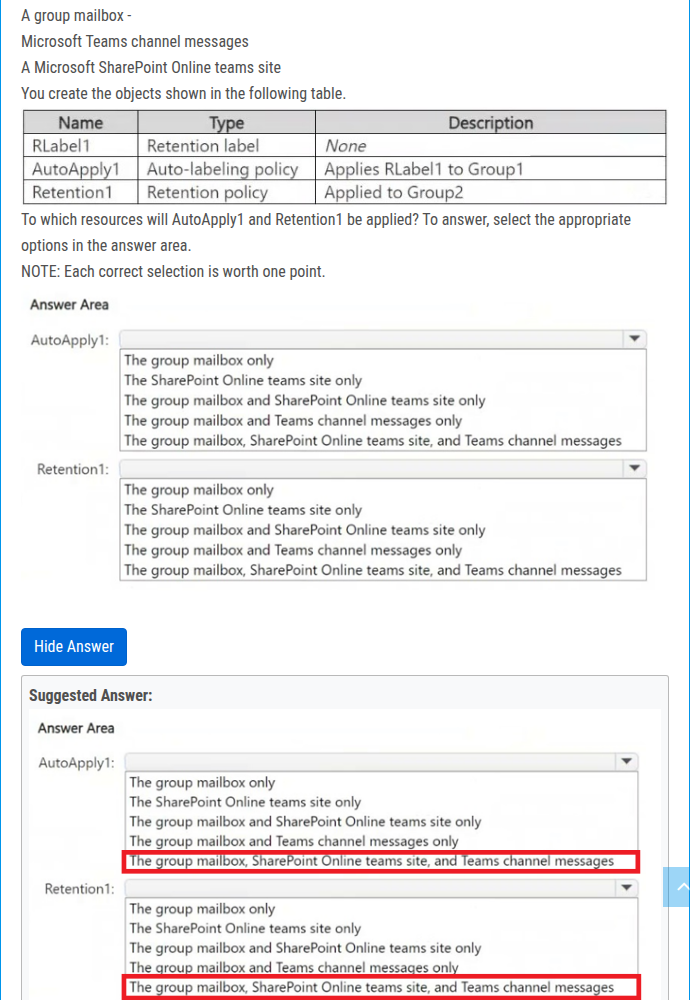 A group mailbox -
Microsoft Teams channel messages
A Microsoft SharePoint Online teams site
You create the objects shown in the following table.
Name Type Description
RLabel1 Retention label None
AutoApply1 Auto-labeling policy Applies RLabel1 to Group1
Retention1 Retention policy Applied to Group2
To which resources will AutoApply1 and Retention1 be applied? To answer, select the appropriate
options in the answer area.
NOTE: Each correct selection is worth one point.
Answer Area
AutoApply1:
The group mailbox only
The SharePoint Online teams site only
The group mailbox and SharePoint Online teams site only
The group mailbox and Teams channel messages only
The group mailbox, SharePoint Online teams site, and Teams channel messages
Retention1:
The group mailbox only
The SharePoint Online teams site only
The group mailbox and SharePoint Online teams site only
The group mailbox and Teams channel messages only
The group mailbox, SharePoint Online teams site, and Teams channel messages
Hide Answer
Suggested Answer:
Answer Area
AutoApply1:
The group mailbox only
The SharePoint Online teams site only
The group mailbox and SharePoint Online teams site only
The group mailbox and Teams channel messages only
The group mailbox, SharePoint Online teams site, and Teams channel messages
Retention1:
The group mailbox only
The SharePoint Online teams site only
The group mailbox and SharePoint Online teams site only
The group mailbox and Teams channel messages only
The group mailbox, SharePoint Online teams site, and Teams channel messages